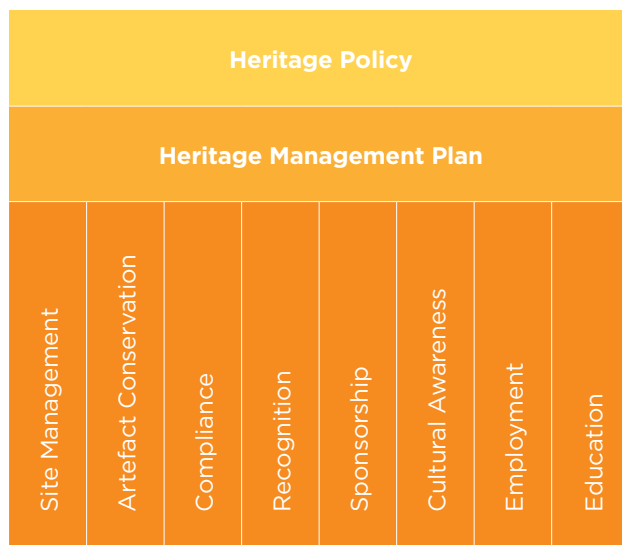 Heritage Policy
Heritage Management Plan
Site Management
Artefact Conservation
Compliance
Recognition
Sponsorship
Cultural Awareness
Employment
Education